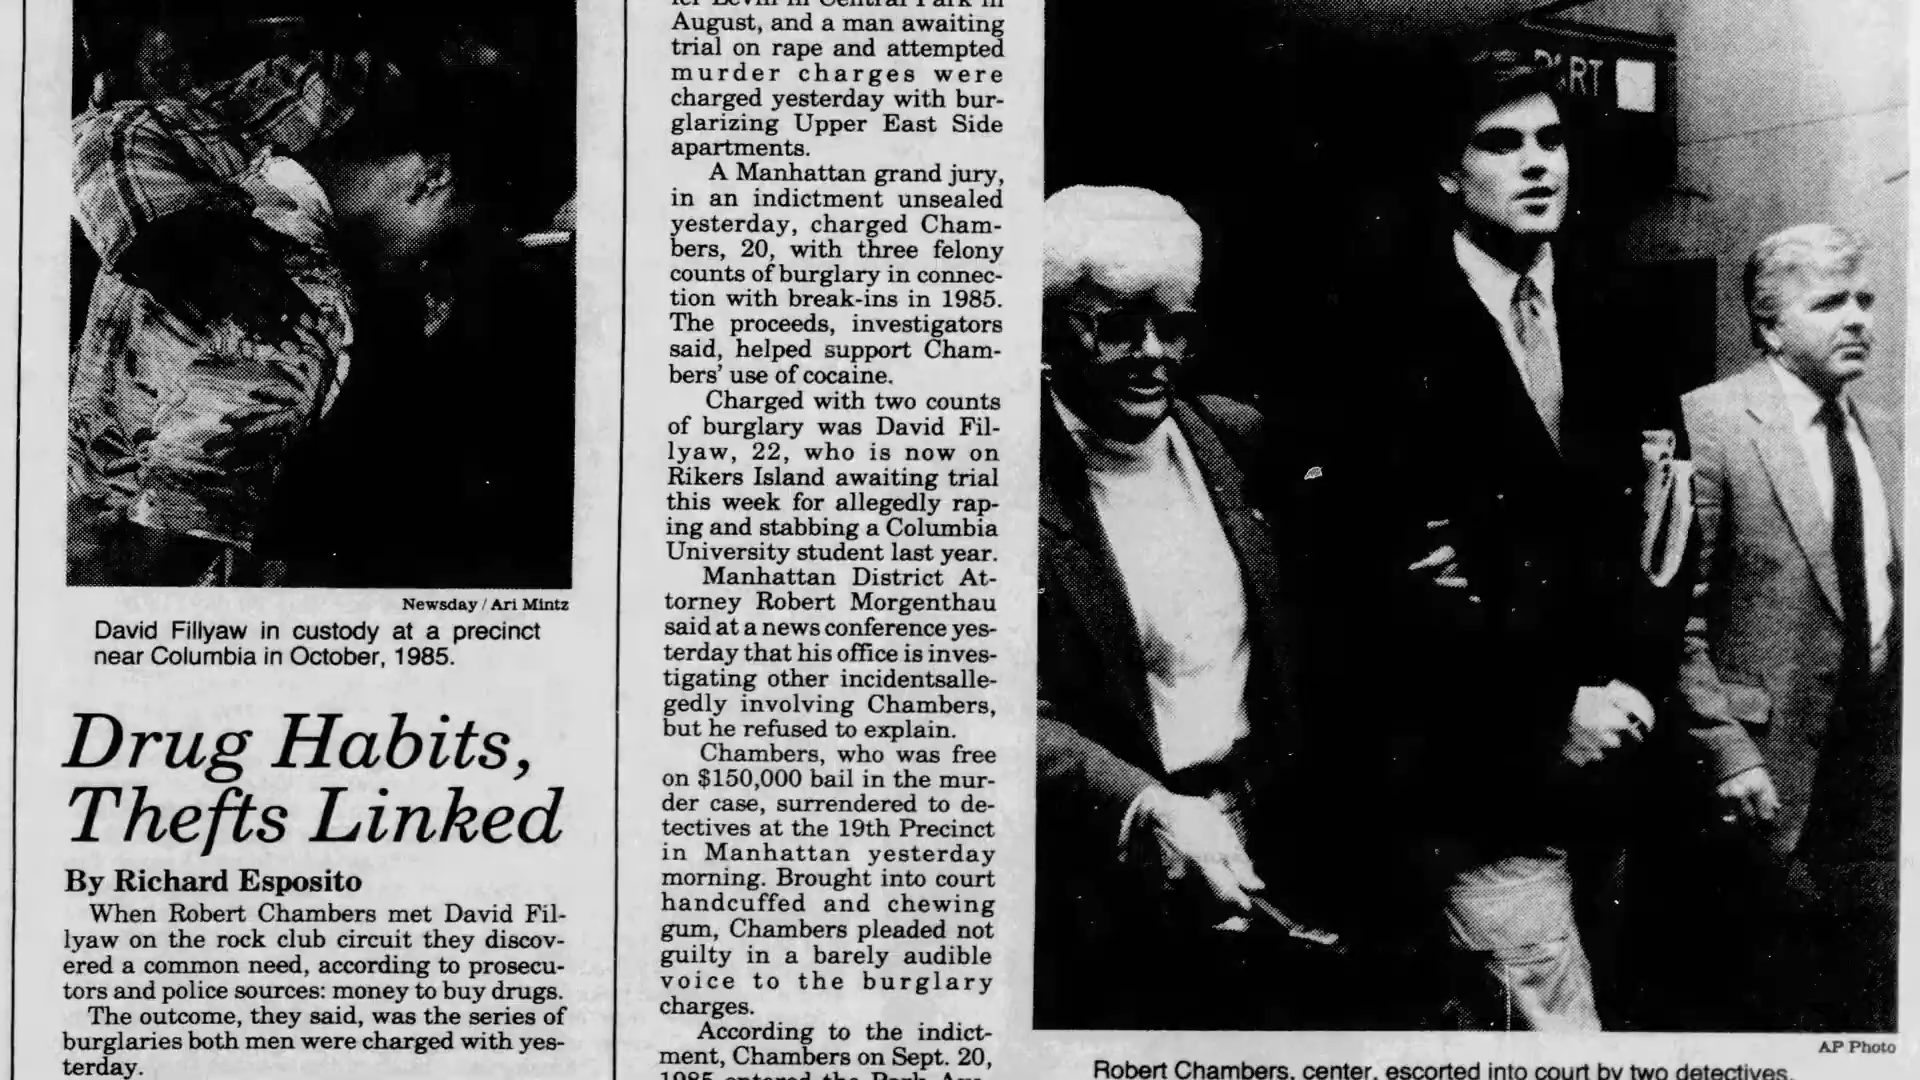 Newsday / Ari Mintz
David Fillyaw in custody at a precinct
near Columbia in October, 1985.
Drug Habits,
Thefts Linked
By Richard Esposito
When Robert Chambers met David Fil-
lyaw on the rock club circuit they discov-
ered a common need, according to prosecu-
tors and police sources: money to buy drugs.
The outcome, they said, was the series of
burglaries both men were charged with yes-
terday.
fer Levin in Central Park in
August, and a man awaiting
trial on rape and attempted
murder charges were
charged yesterday with bur-
glarizing Upper East Side
apartments.
A Manhattan grand jury,
in an indictment unsealed
yesterday, charged Cham-
bers, 20, with three felony
counts of burglary in connec-
tion with break-ins in 1985.
The proceeds, investigators
said, helped support Cham-
bers' use of cocaine.
Charged with two counts
of burglary was David Fil-
lyaw, 22, who is now on
Rikers Island awaiting trial
this week for allegedly rap-
ing and stabbing a Columbia
University student last year.
Manhattan District At-
torney Robert Morgenthau
said at a news conference yes-
terday that his office is inves-
tigating other incidentsalle-
gedly involving Chambers,
but he refused to explain.
Chambers, who was free
on $150,000 bail in the mur-
der case, surrendered to de-
tectives at the 19th Precinct
in Manhattan yesterday
morning. Brought into court
handcuffed and chewing
gum, Chambers pleaded not
guilty in a barely audible
voice to the burglary
charges.
According to the indict-
ment, Chambers on Sept. 20,
1985 entered the Park Ave-
PART
AP Photo
Robert Chambers, center, escorted into court by two detectives.